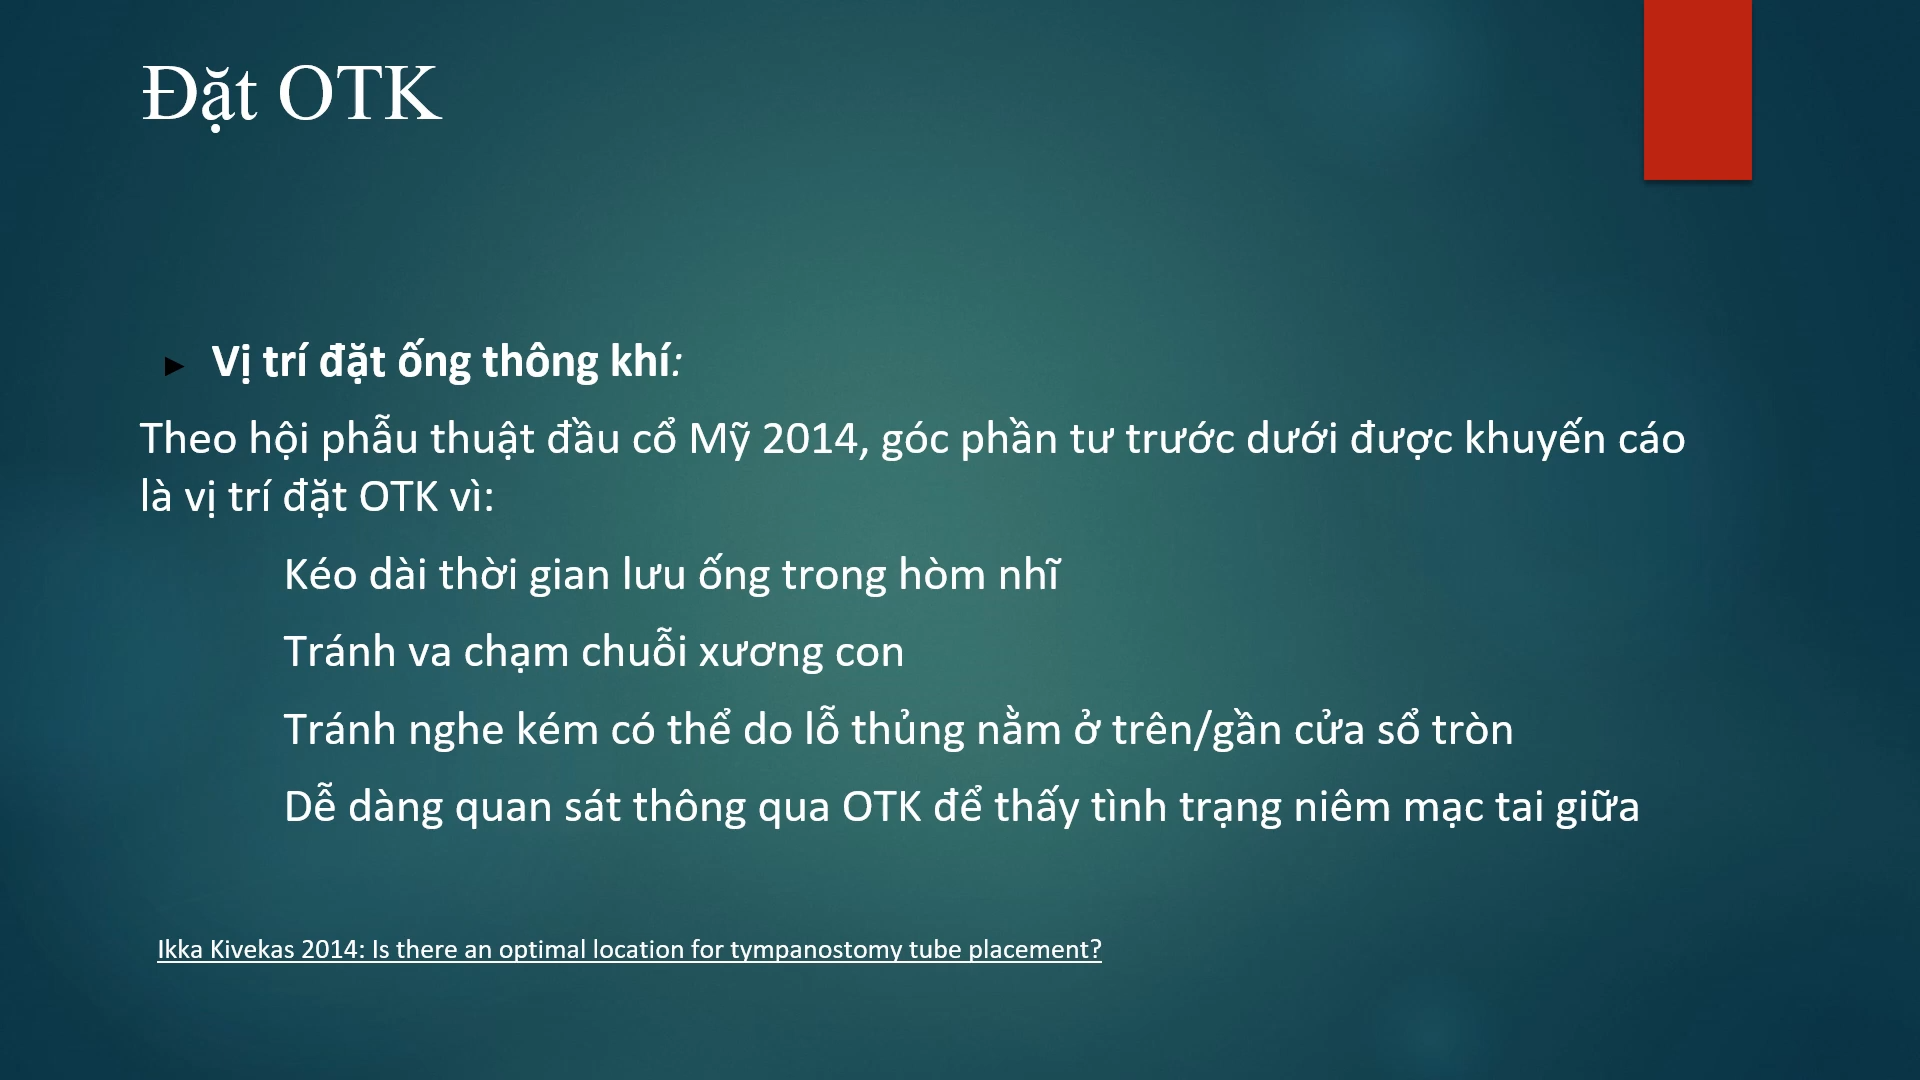 Đặt OTK
Vị trí đặt ống thông khí:
Theo hội phẫu thuật đầu cổ Mỹ 2014, góc phần tư trước dưới được khuyến cáo
là vị trí đặt OTK vì:
Kéo dài thời gian lưu ống trong hòm nhĩ
Tránh va chạm chuỗi xương con
Tránh nghe kém có thể do lỗ thủng nằm ở trên/gần cửa sổ tròn
Dễ dàng quan sát thông qua OTK để thấy tình trạng niêm mạc tai giữa
Ikka Kivekas 2014: Is there an optimal location for tympanostomy tube placement?